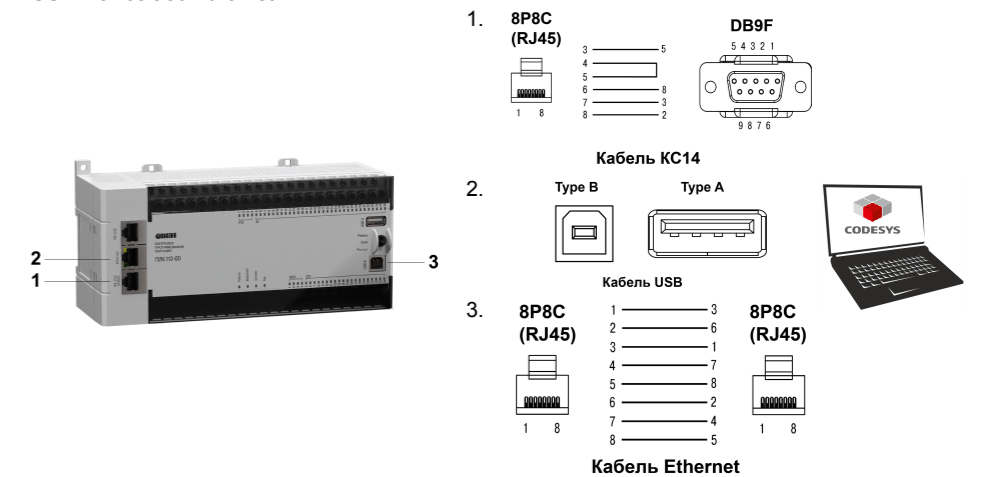 1.
8P8C
(RJ45)
DB9F
5 4 3 2 1
3 5
4
5
6 8
7 3
8 2
1 8
9 8 7 6
Кабель КС14
2.
Type B
Type A
CODESYS
Кабель USB
ПЛК110-60
2
1
3
3.
8P8C
(RJ45)
8P8C
(RJ45)
1 3
2 6
3 1
4 7
5 8
6 2
7 4
8 5
1 8
1 8
Кабель Ethernet